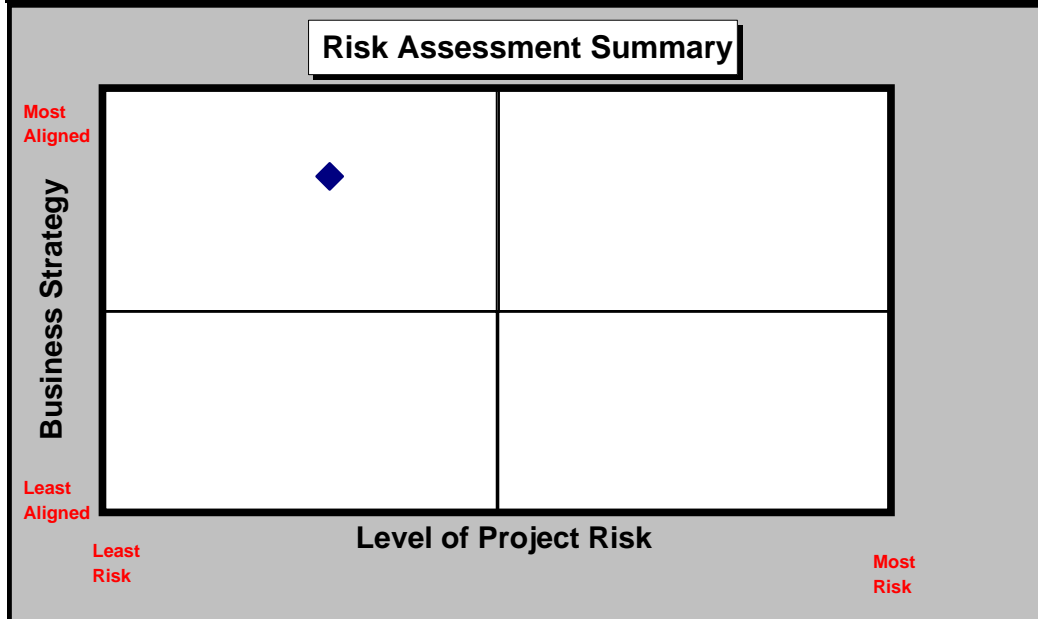 Risk Assessment Summary
Most
Aligned
Business Strategy
Least
Aligned
Level of Project Risk
Least
Risk
Most
Risk